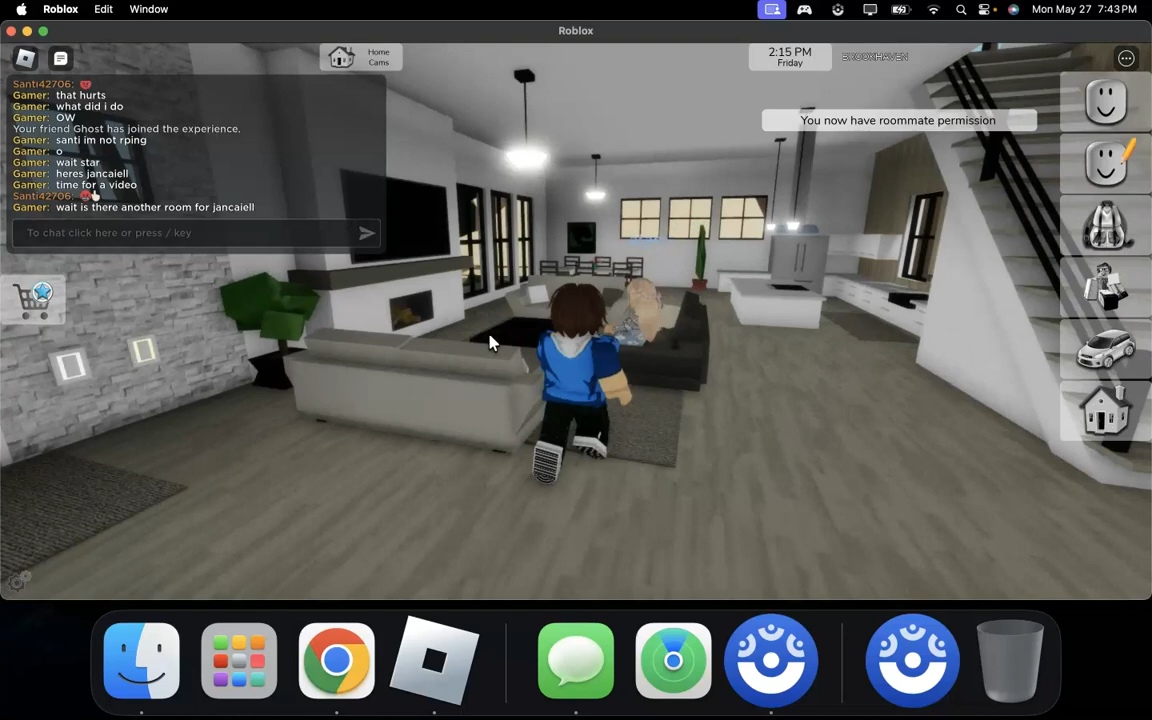 Roblox Edit Window Mon May 27 7:43 PM
Roblox
Home
Cams
2:15 PM
Friday
BROOKHAVEN
You now have roommate permission
Santi42706:
Gamer: that hurts
Gamer: what did i do
Gamer: OW
Your friend Ghost has joined the experience.
Gamer: santi im not rping
Gamer: o
Gamer: wait star
Gamer: heres jancaiell
Gamer: time for a video
Santi42706:
Gamer: wait is there another room for jancaiell
To chat click here or press / key